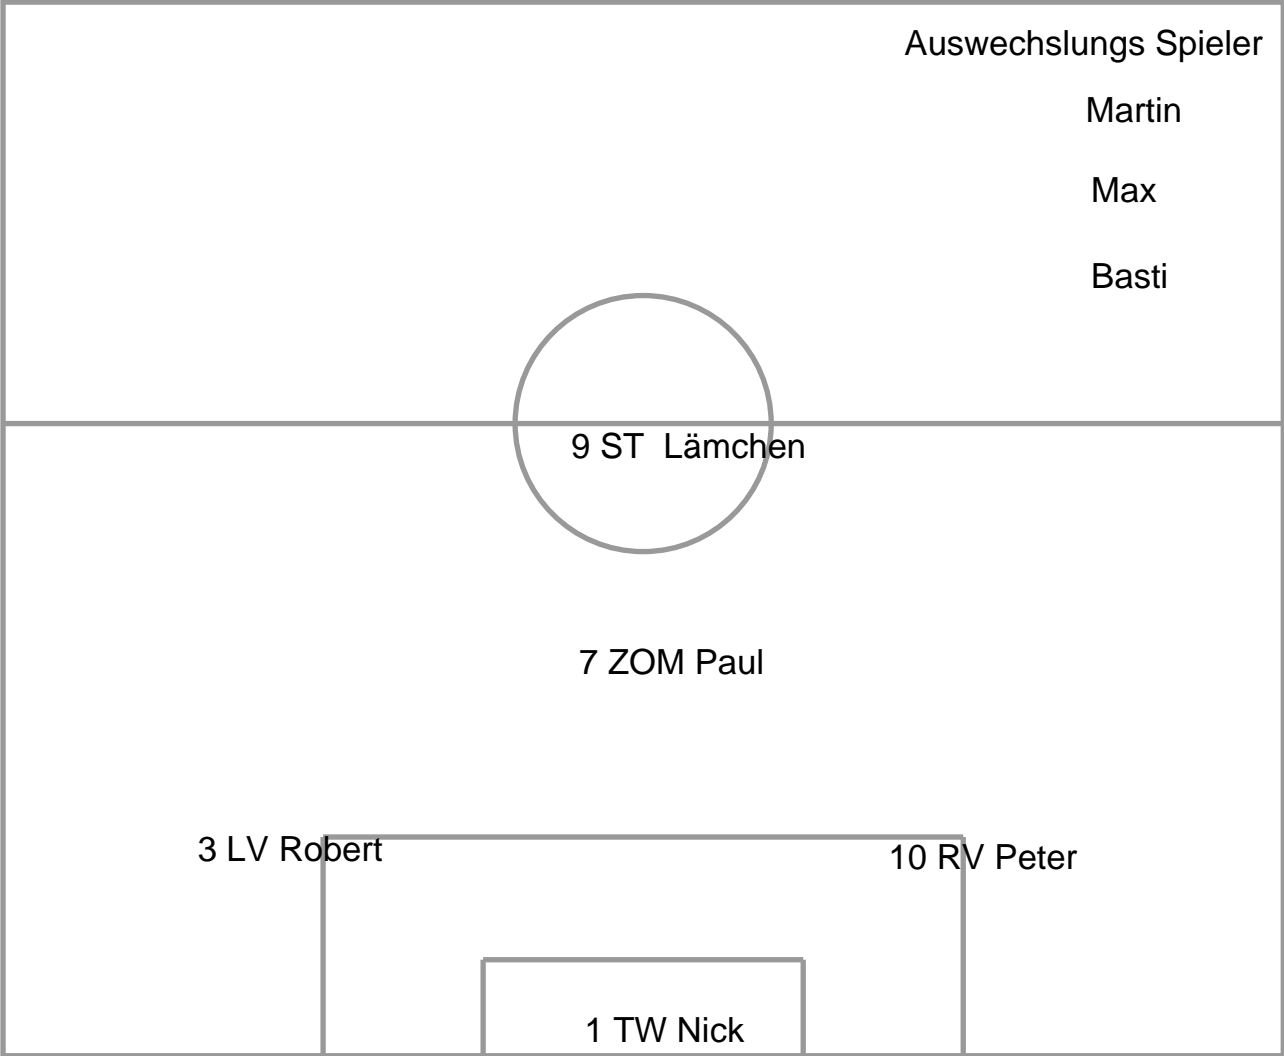 Auswechslungs Spieler
Martin
Max
Basti
9 ST  Lämchen
7 ZOM Paul
3 LV Robert
10 RV Peter
1 TW Nick